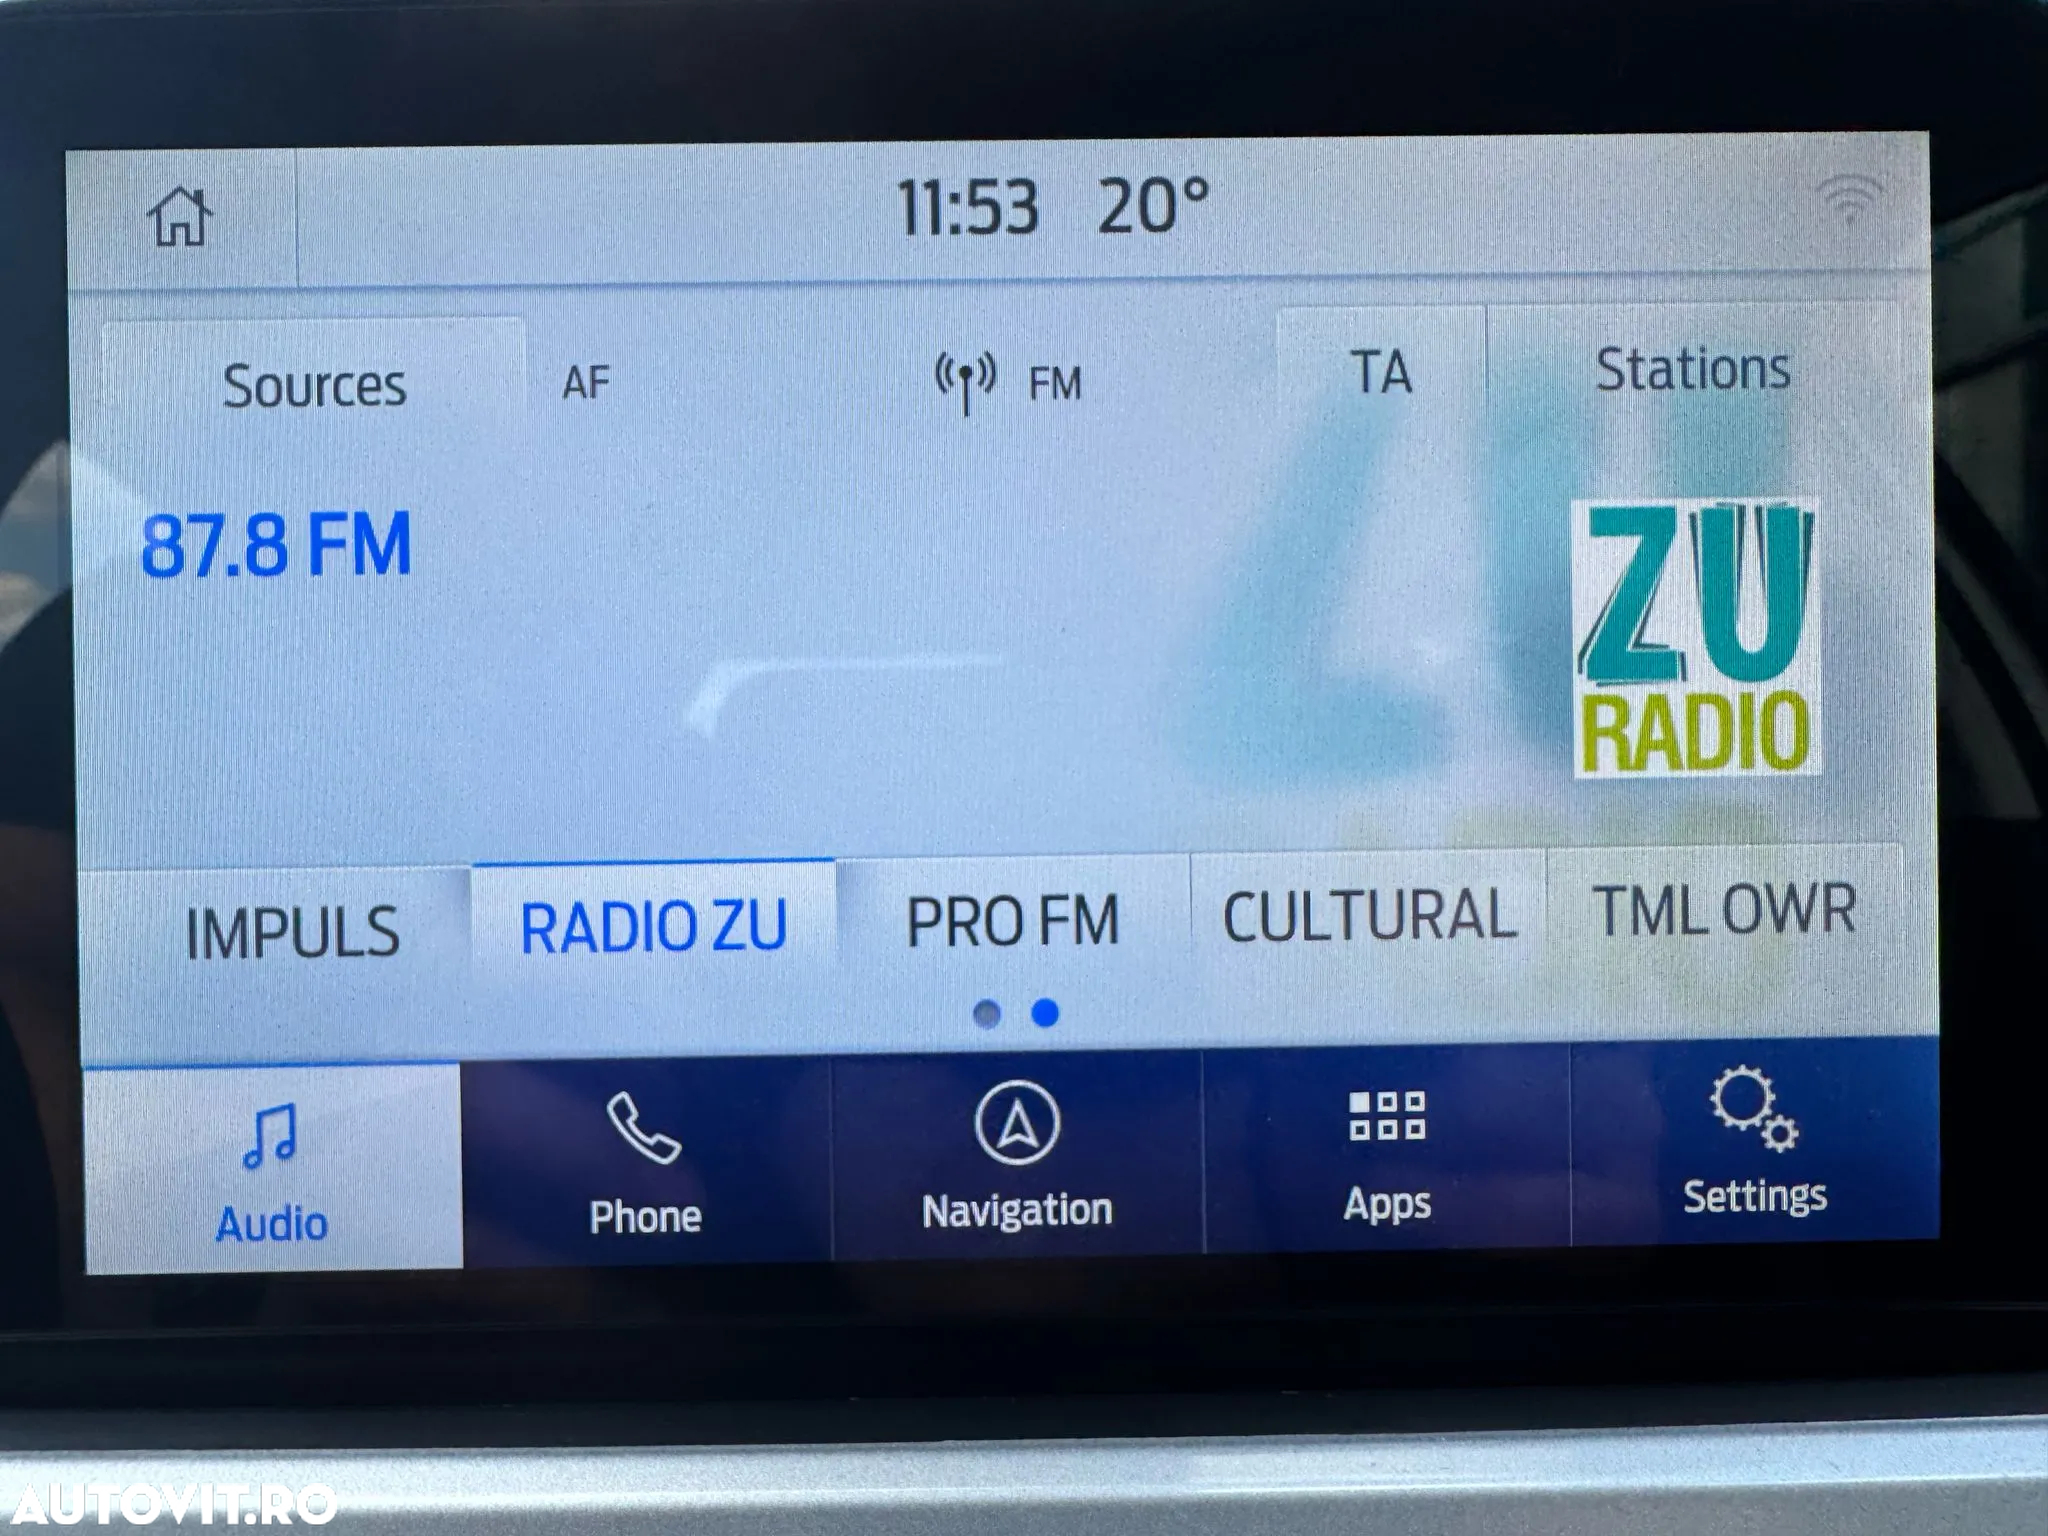 11:53 20°
Sources AF FM TA Stations
87.8 FM
ZU
RADIO
IMPULS RADIO ZU PRO FM CULTURAL TML OWR
Audio Phone Navigation Apps Settings
AUTOVIT.RO